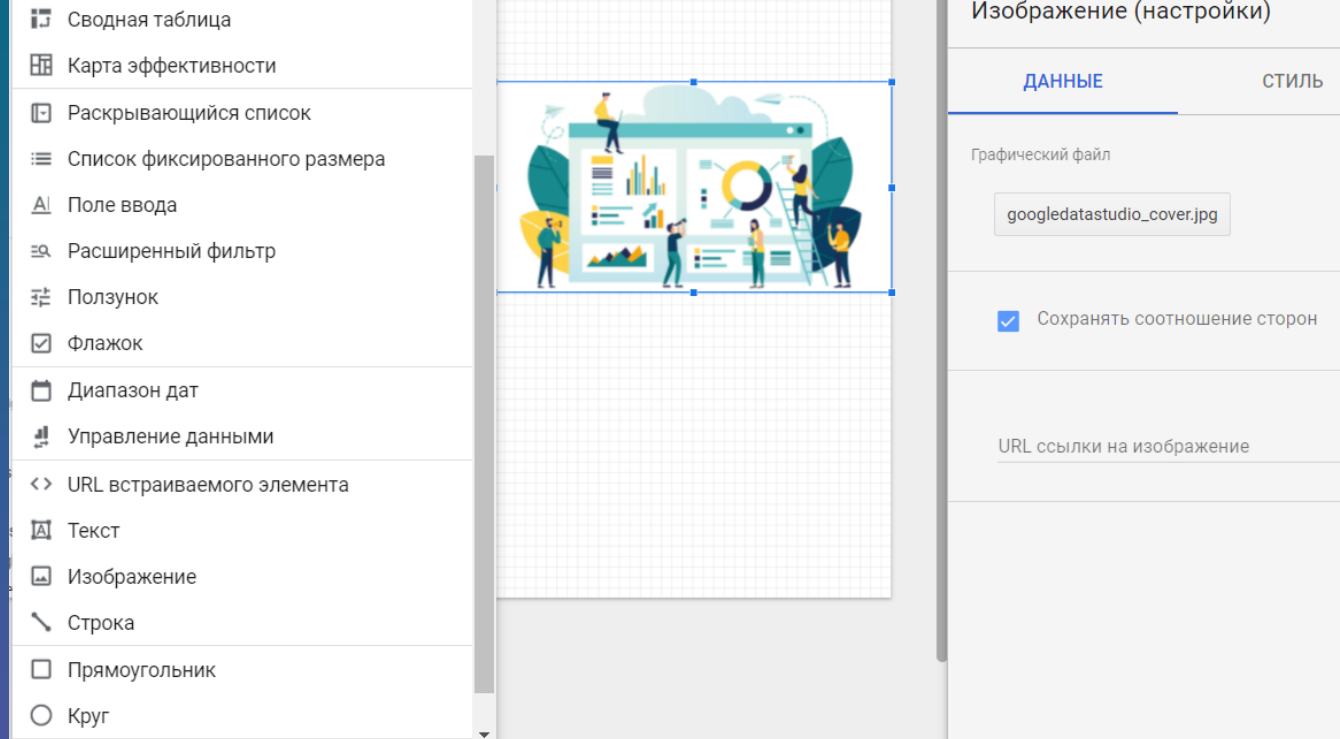 Сводная таблица
Карта эффективности
Раскрывающийся список
Список фиксированного размера
Поле ввода
Расширенный фильтр
Ползунок
Флажок
Диапазон дат
Управление данными
URL встраиваемого элемента
Текст
Изображение
Строка
Прямоугольник
Круг
Изображение (настройки)
ДАННЫЕ
СТИЛЬ
Графический файл
googledatastudio_cover.jpg
Сохранять соотношение сторон
URL ссылки на изображение